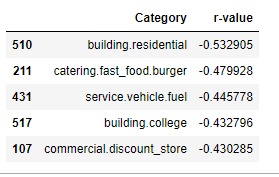 Category r-value
510 building.residential -0.532905
211 catering.fast_food.burger -0.479928
431 service.vehicle.fuel -0.445778
517 building.college -0.432796
107 commercial.discount_store -0.430285